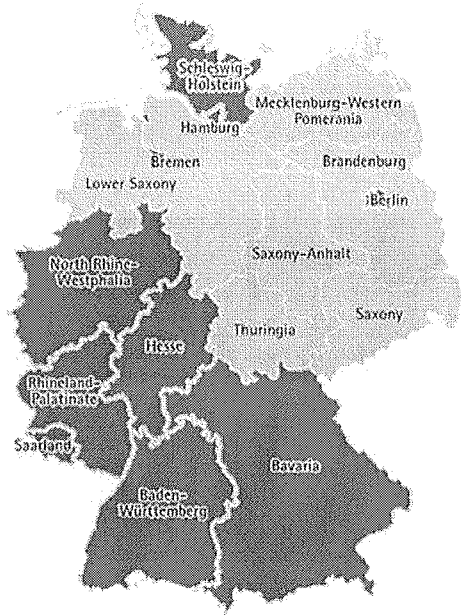 Schleswig-
Holstein
Mecklenburg-Western
Pomerania
Hamburg
Bremen
Brandenburg
Lower Saxony
Berlin
North Rhine-
Westphalia
Saxony-Anhalt
Hesse
Thuringia
Saxony
Rhineland-
Palatinate
Saarland
Bavaria
Baden-
Württemberg